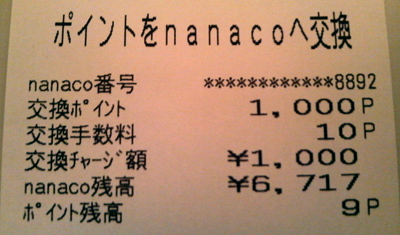 ポイントをnanacoへ交換
nanaco番号 ************8892
交換ﾎﾟｲﾝﾄ 1,000P
交換手数料 10P
交換ﾁｬｰｼﾞ額 ¥1,000
nanaco残高 ¥6,717
ﾎﾟｲﾝﾄ残高 9P